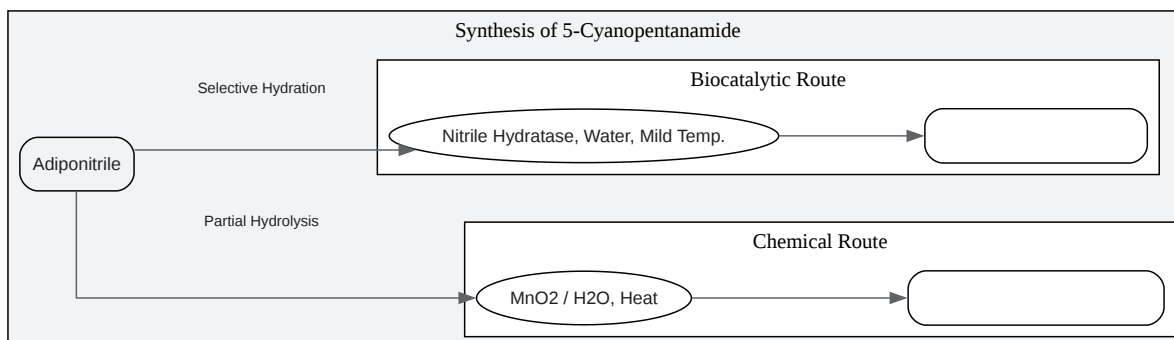 Synthesis of 5-Cyanopentanamide
Biocatalytic Route
Selective Hydration
Nitrile Hydratase, Water, Mild Temp.
Adiponitrile
Partial Hydrolysis
Chemical Route
MnO2 / H2O, Heat